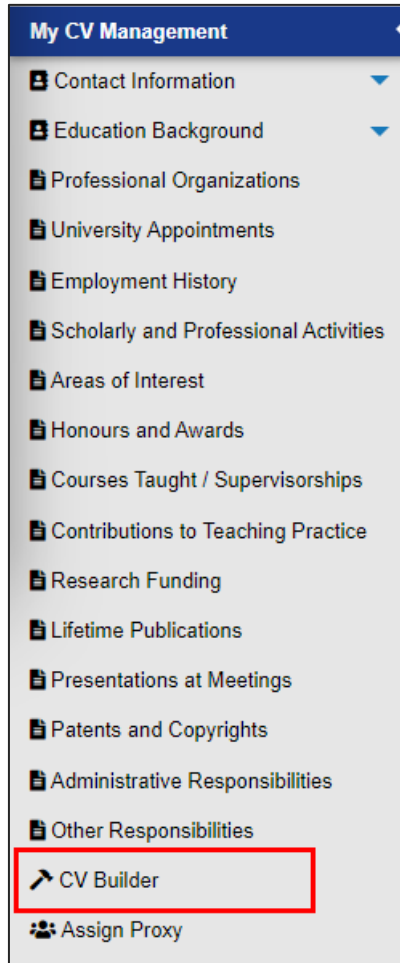 My CV Management
Contact Information
Education Background
Professional Organizations
University Appointments
Employment History
Scholarly and Professional Activities
Areas of Interest
Honours and Awards
Courses Taught / Supervisorships
Contributions to Teaching Practice
Research Funding
Lifetime Publications
Presentations at Meetings
Patents and Copyrights
Administrative Responsibilities
Other Responsibilities
CV Builder
Assign Proxy